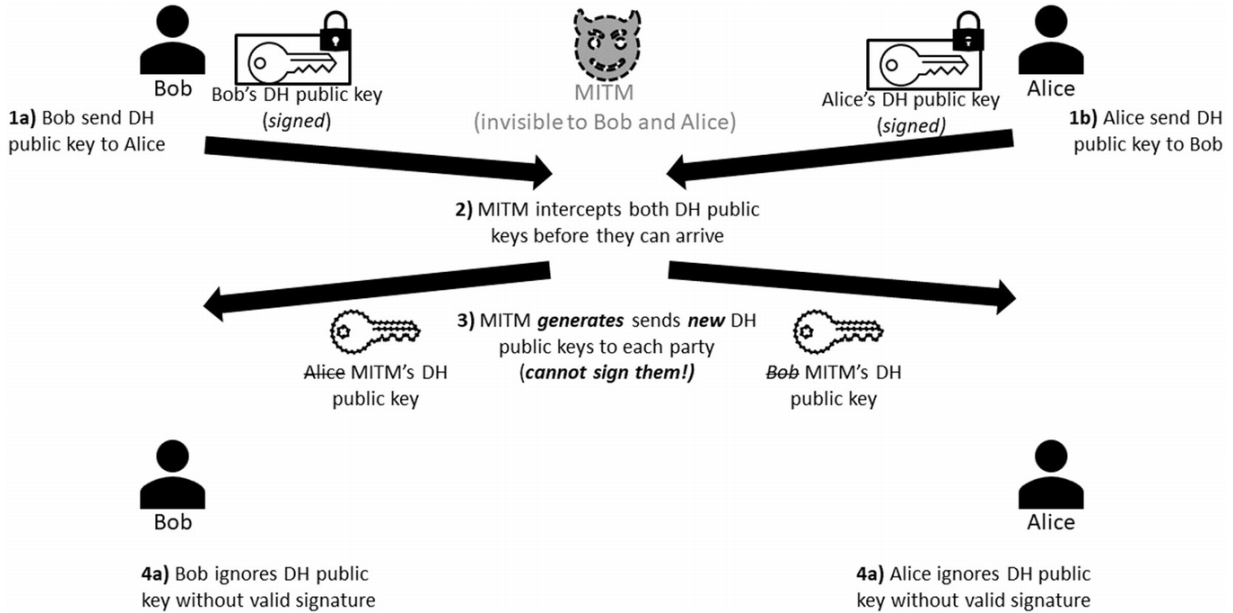 Bob
Bob's DH public key
(signed)
MITM
(invisible to Bob and Alice)
Alice's DH public key
(signed)
Alice
1a) Bob send DH
public key to Alice
1b) Alice send DH
public key to Bob
2) MITM intercepts both DH public
keys before they can arrive
3) MITM generates sends new DH
public keys to each party
(cannot sign them!)
Alice MITM's DH
public key
Bob MITM's DH
public key
Bob
Alice
4a) Bob ignores DH public
key without valid signature
4a) Alice ignores DH public
key without valid signature